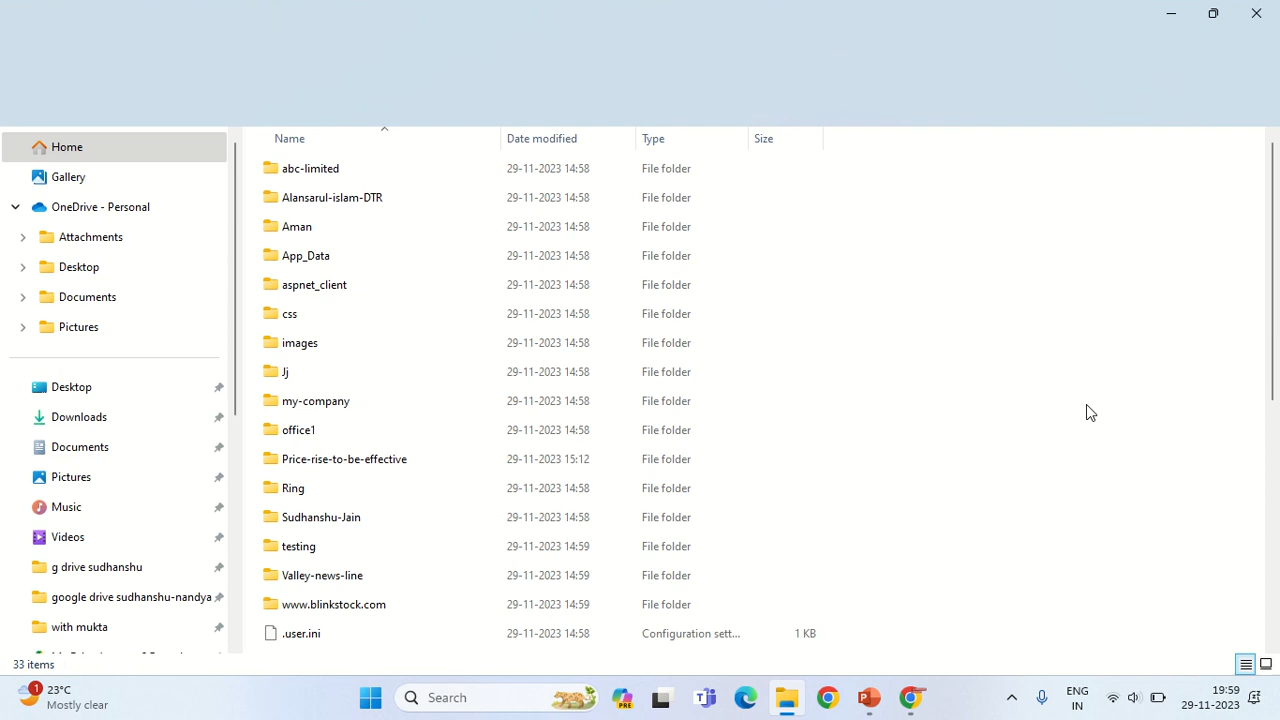 Name Date modified Type Size
Home
Gallery
OneDrive - Personal
Attachments
Desktop
Documents
Pictures
Desktop
Downloads
Documents
Pictures
Music
Videos
g drive sudhanshu
google drive sudhanshu-nandya
with mukta
abc-limited 29-11-2023 14:58 File folder
Alansarul-islam-DTR 29-11-2023 14:58 File folder
Aman 29-11-2023 14:58 File folder
App_Data 29-11-2023 14:58 File folder
aspnet_client 29-11-2023 14:58 File folder
css 29-11-2023 14:58 File folder
images 29-11-2023 14:58 File folder
Jj 29-11-2023 14:58 File folder
my-company 29-11-2023 14:58 File folder
office1 29-11-2023 14:58 File folder
Price-rise-to-be-effective 29-11-2023 15:12 File folder
Ring 29-11-2023 14:58 File folder
Sudhanshu-Jain 29-11-2023 14:58 File folder
testing 29-11-2023 14:59 File folder
Valley-news-line 29-11-2023 14:59 File folder
www.blinkstock.com 29-11-2023 14:59 File folder
.user.ini 29-11-2023 14:58 Configuration sett... 1 KB
33 items
1
23°C
Mostly clear
Search
PRE
ENG
IN
19:59
29-11-2023